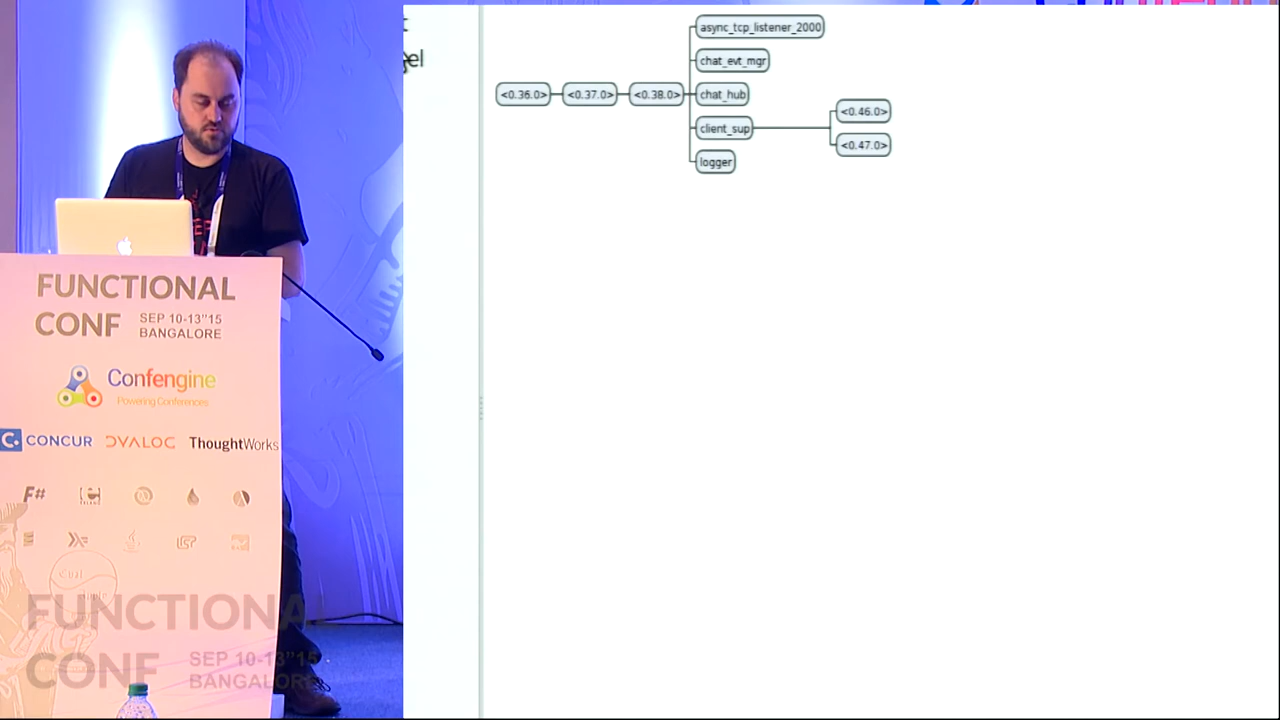 el
async_tcp_listener_2000
chat_evt_mgr
<0.36.0>
<0.37.0>
<0.38.0>
chat_hub
<0.46.0>
client_sup
<0.47.0>
logger
FUNCTIONAL
CONF
SEP 10-13"15
BANGALORE
Confengine
Powering Conferences
CONCUR
DYALOC
ThoughtWorks
F#
FUNCTIONAL
CONF
SEP 10-13"15
BANGALORE